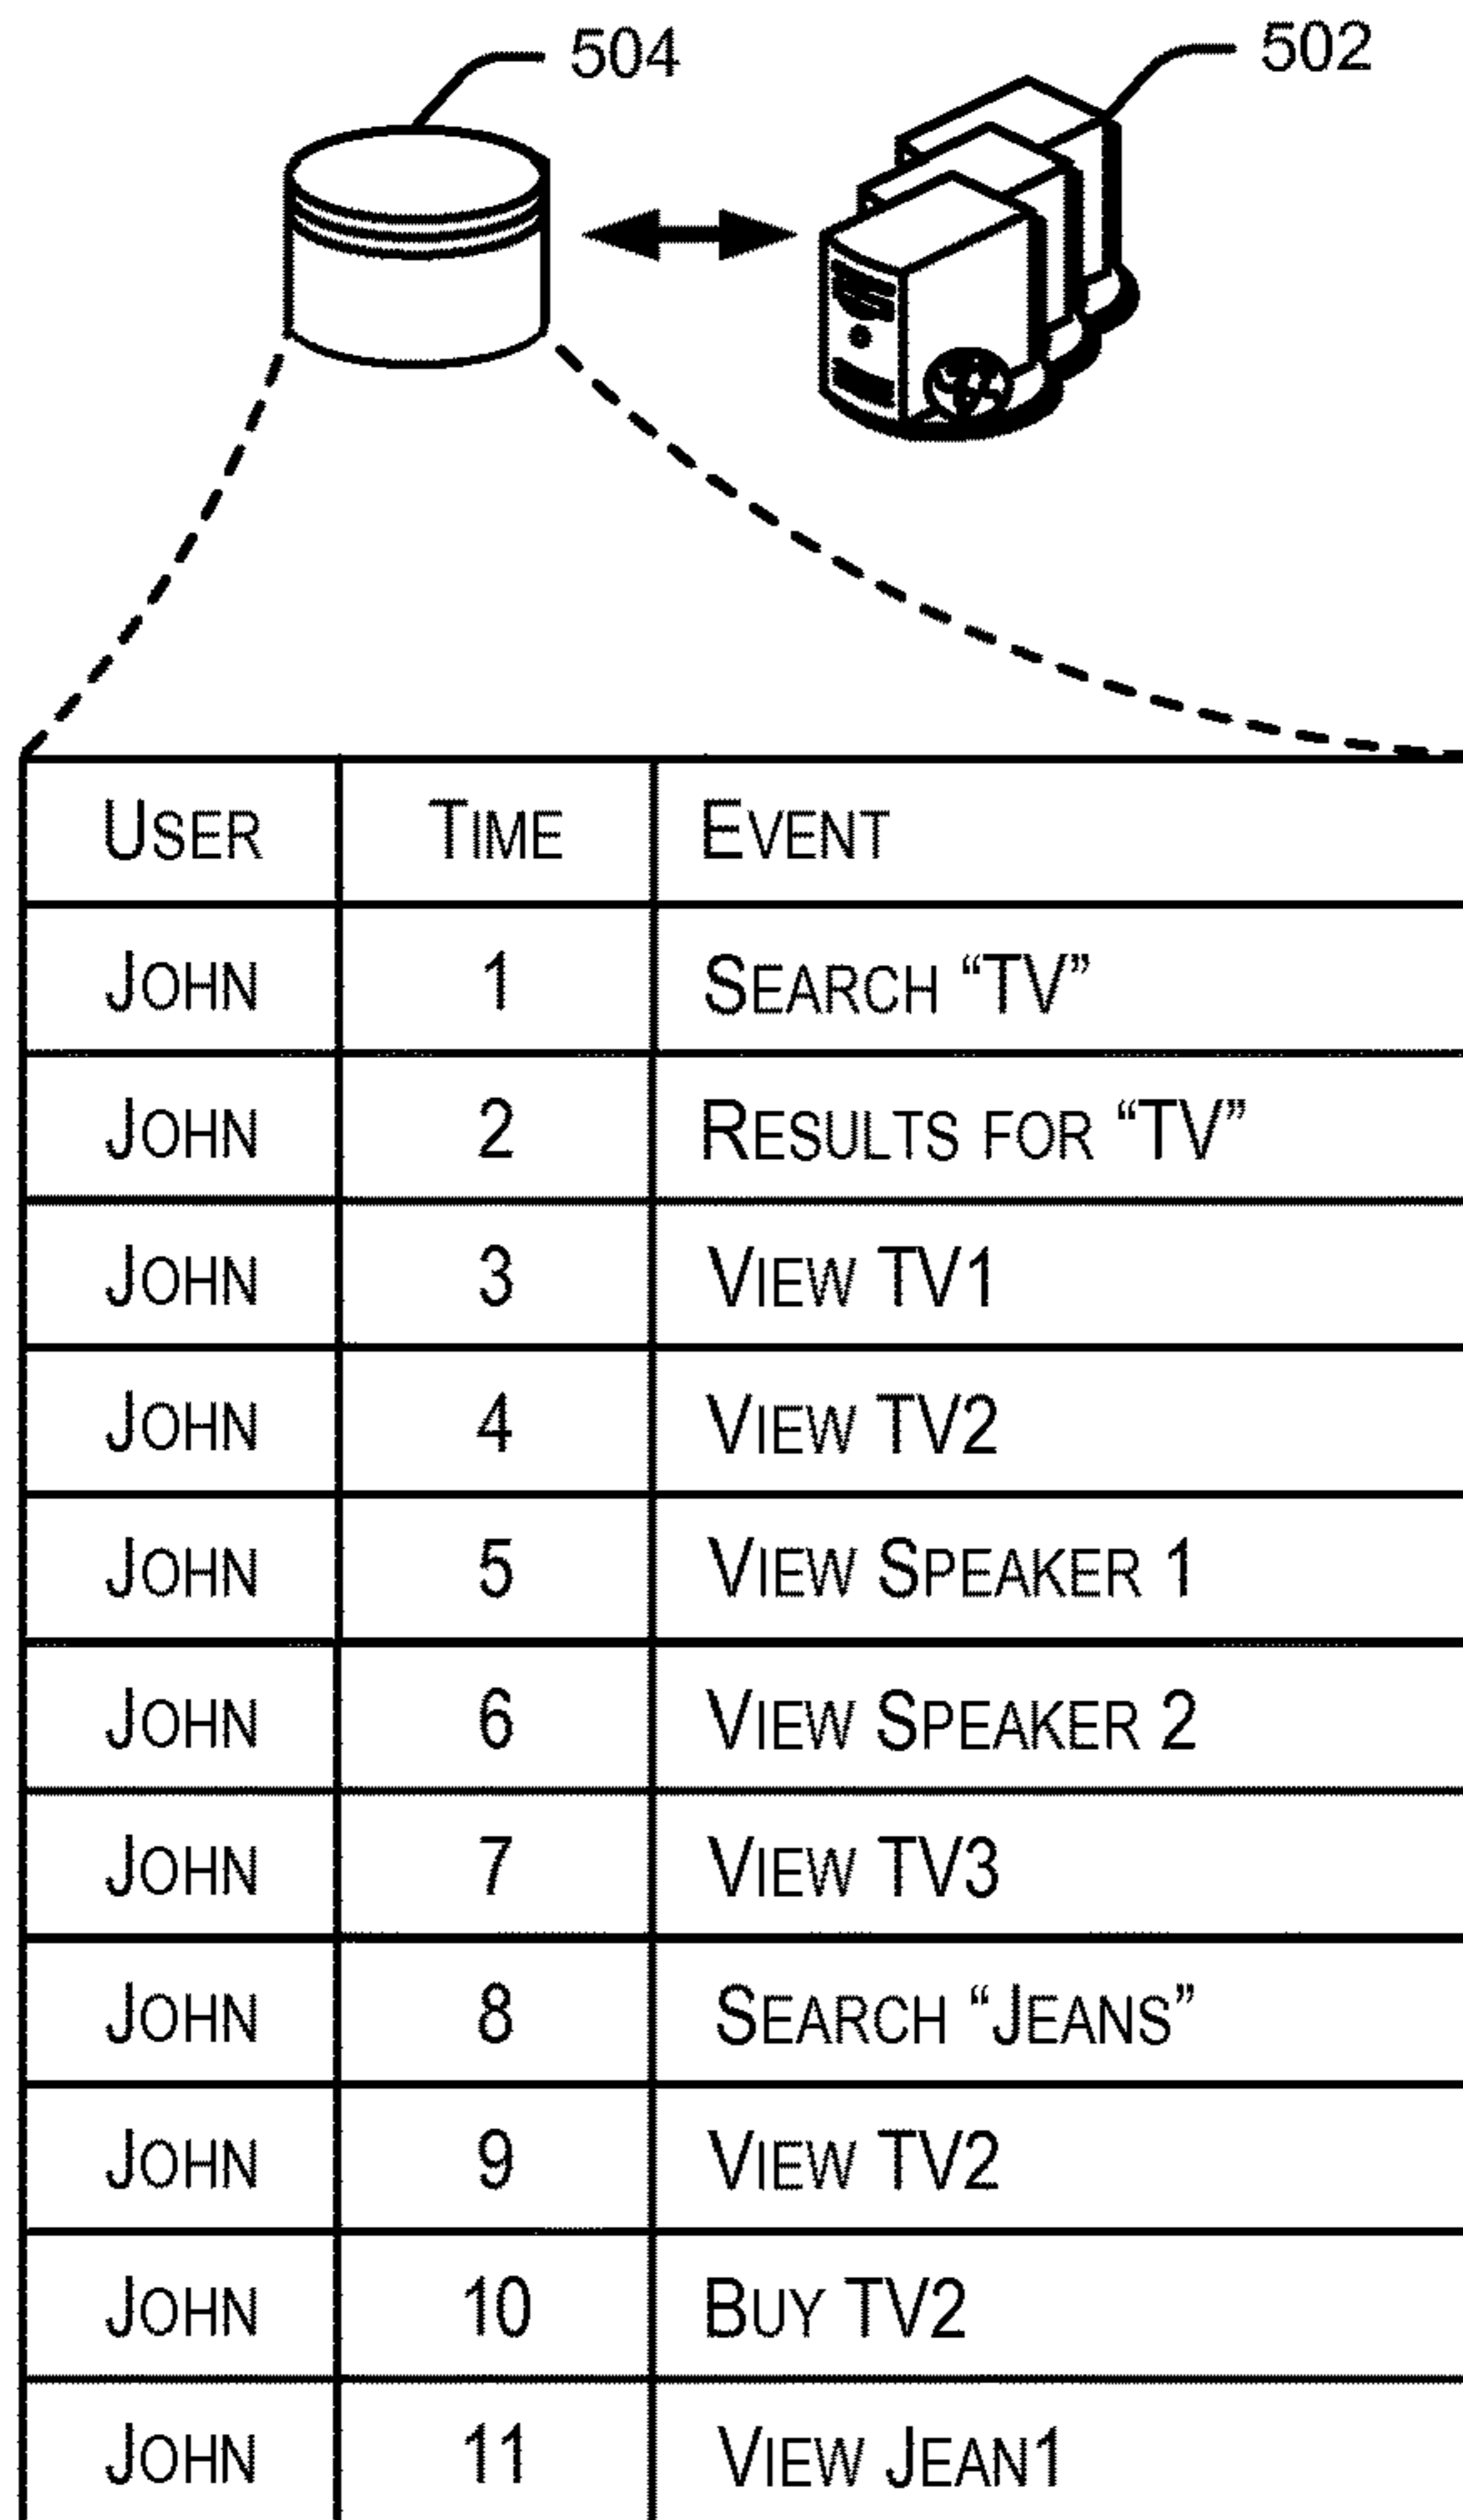 504 502
User Time Event
John 1 Search “TV”
John 2 Results for “TV”
John 3 View TV1
John 4 View TV2
John 5 View Speaker 1
John 6 View Speaker 2
John 7 View TV3
John 8 Search “Jeans”
John 9 View TV2
John 10 Buy TV2
John 11 View Jean1